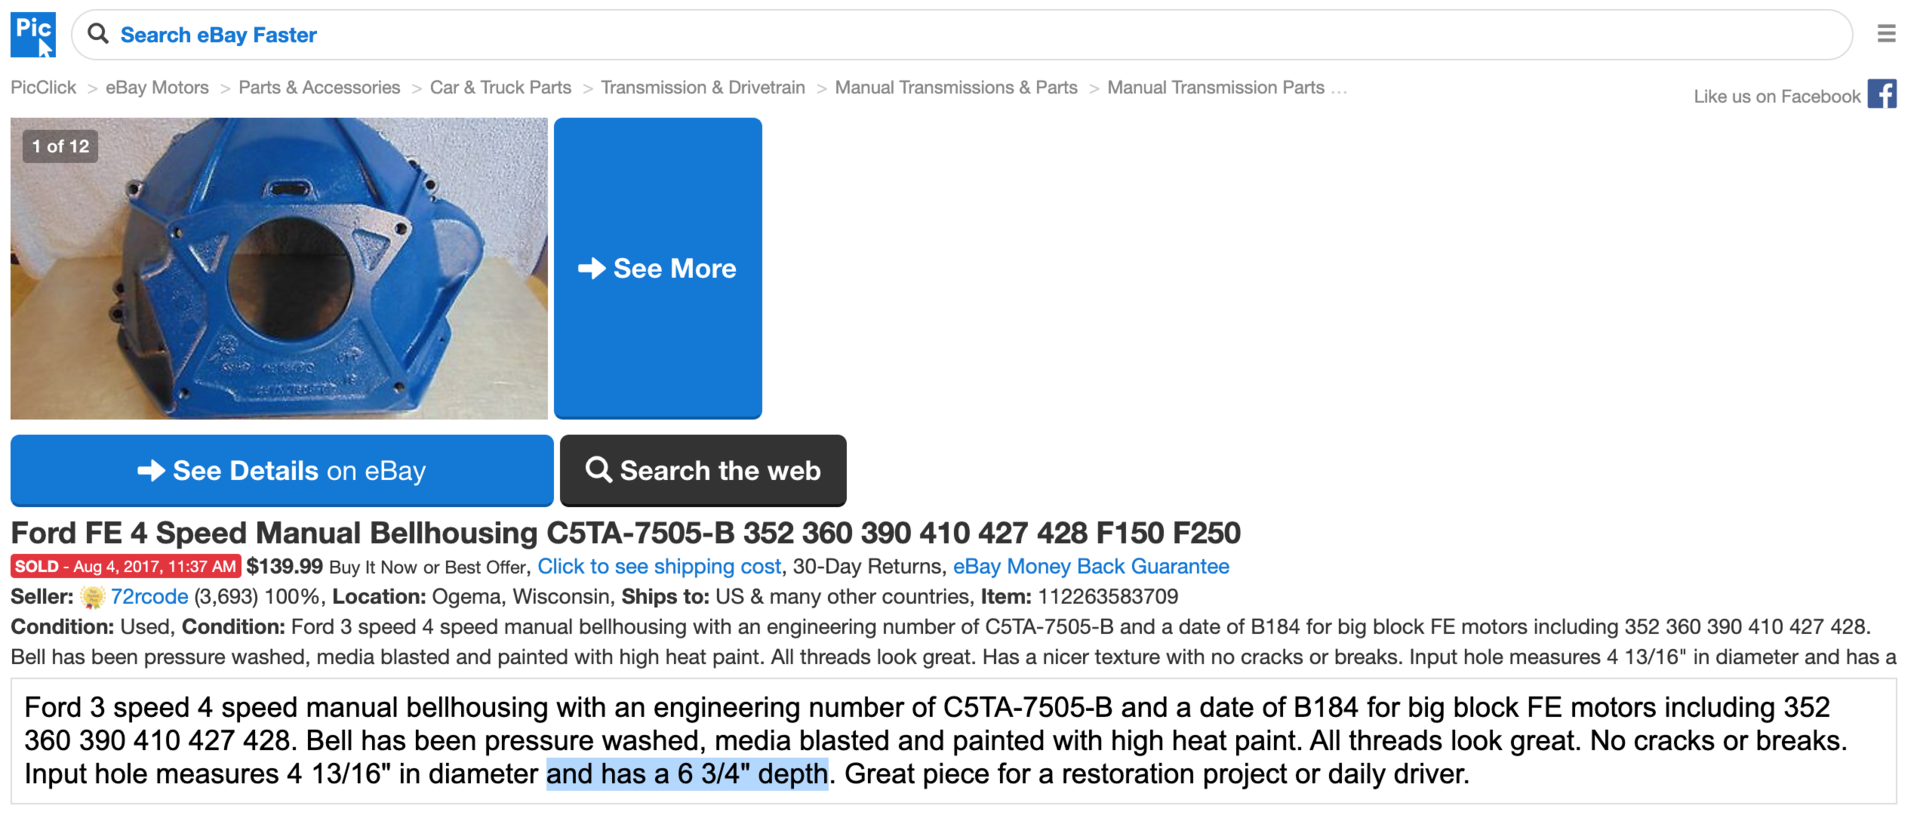 Pic
Search eBay Faster
PicClick > eBay Motors > Parts & Accessories > Car & Truck Parts > Transmission & Drivetrain > Manual Transmissions & Parts > Manual Transmission Parts ...
Like us on Facebook
1 of 12
See More
See Details on eBay
Search the web
Ford FE 4 Speed Manual Bellhousing C5TA-7505-B 352 360 390 410 427 428 F150 F250
SOLD - Aug 4, 2017, 11:37 AM $139.99 Buy It Now or Best Offer, Click to see shipping cost, 30-Day Returns, eBay Money Back Guarantee
Seller: 72rcode (3,693) 100%, Location: Ogema, Wisconsin, Ships to: US & many other countries, Item: 112263583709
Condition: Used, Condition: Ford 3 speed 4 speed manual bellhousing with an engineering number of C5TA-7505-B and a date of B184 for big block FE motors including 352 360 390 410 427 428.
Bell has been pressure washed, media blasted and painted with high heat paint. All threads look great. Has a nicer texture with no cracks or breaks. Input hole measures 4 13/16" in diameter and has a
Ford 3 speed 4 speed manual bellhousing with an engineering number of C5TA-7505-B and a date of B184 for big block FE motors including 352
360 390 410 427 428. Bell has been pressure washed, media blasted and painted with high heat paint. All threads look great. No cracks or breaks.
Input hole measures 4 13/16" in diameter and has a 6 3/4" depth. Great piece for a restoration project or daily driver.